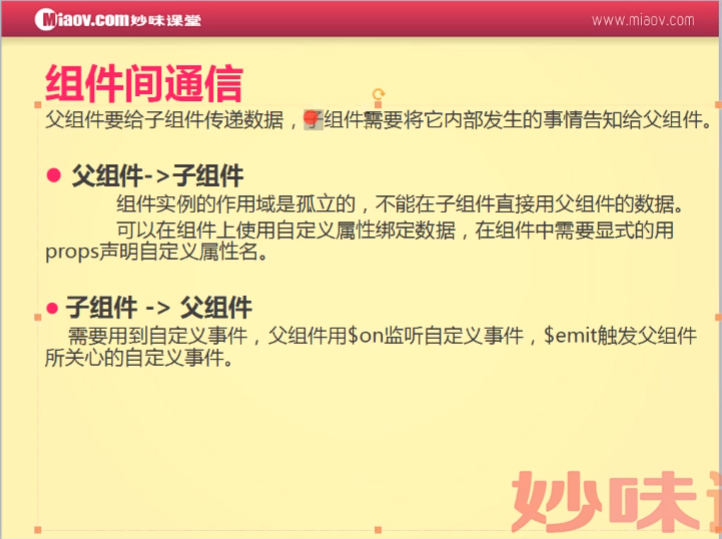 Miaov.com妙味课堂
www.miaov.com
组件间通信
父组件要给子组件传递数据，子组件需要将它内部发生的事情告知给父组件。
父组件->子组件
组件实例的作用域是孤立的，不能在子组件直接用父组件的数据。
可以在组件上使用自定义属性绑定数据，在组件中需要显式的用
props声明自定义属性名。
子组件 -> 父组件
需要用到自定义事件，父组件用$on监听自定义事件，$emit触发父组件
所关心的自定义事件。
妙味